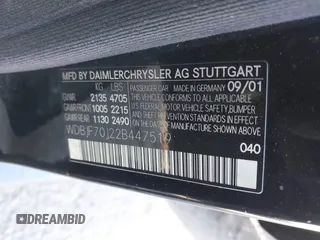 MFD BY DAIMLERCHRYSLER AG STUTTGART
KG LBS
GVWR 2135 4705
GAWR/FRONT 1005 2215
GAWR/REAR 1130 2490
PASSENGER CAR
MADE IN GERMANY 09/01
THIS VEHICLE CONFORMS TO ALL APPLICABLE
U.S. FEDERAL MOTOR VEHICLE SAFETY, BUMPER
AND THEFT PREVENTION STANDARDS IN EFFECT ON
THE DATE OF MANUFACTURE SHOWN ABOVE
WDBJF70J22B447519
040
DREAMBID
dreambid.com